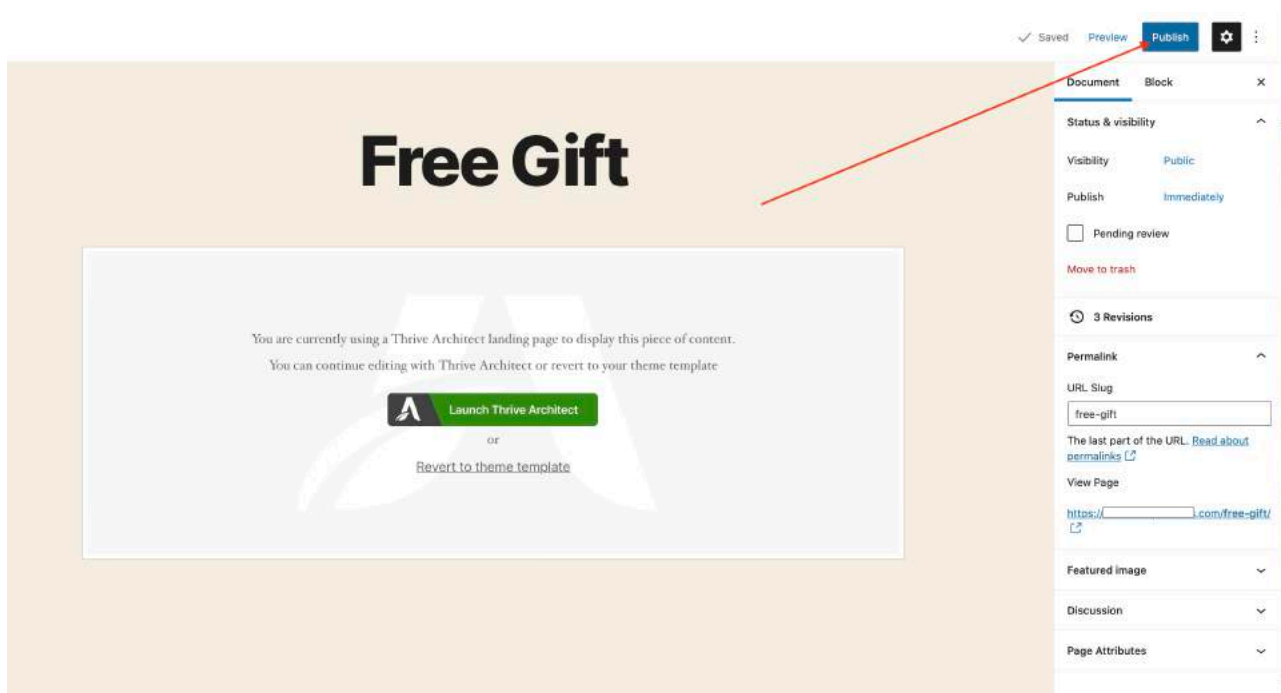 Saved Preview Publish
Document Block
Free Gift
Status & visibility
Visibility Public
Publish Immediately
Pending review
Move to trash
You are currently using a Thrive Architect landing page to display this piece of content.
You can continue editing with Thrive Architect or revert to your theme template
Launch Thrive Architect
or
Revert to theme template
3 Revisions
Permalink
URL Slug
free-gift
The last part of the URL. Read about
permalinks
View Page
https:// .com/free-gift/
Featured image
Discussion
Page Attributes